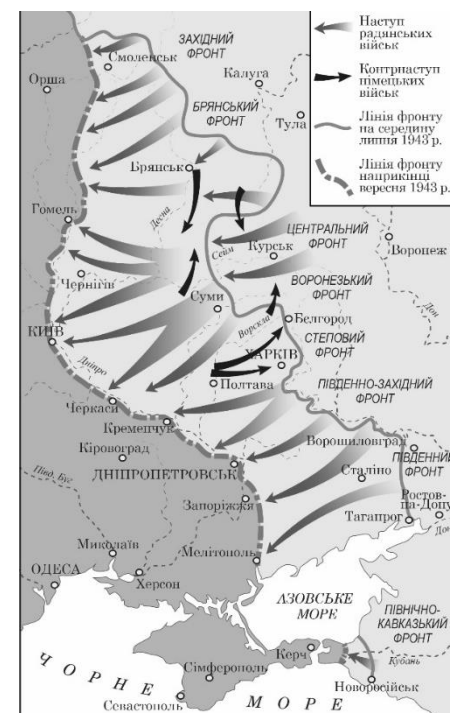 Наступ
радянських
військ
Контрнаступ
німецьких
військ
Лінія фронту
на середину
липня 1943 р.
Лінія фронту
наприкінці
вересня 1943 р.
ЗАХІДНИЙ
ФРОНТ
Смоленськ
Орша
Калуга
БРЯНСЬКИЙ
ФРОНТ
Тула
Брянськ
Десна
Гомель
ЦЕНТРАЛЬНИЙ
ФРОНТ
Сейм
Курськ
Воронеж
Чернігів
ВОРОНЕЗЬКИЙ
ФРОНТ
Дон
Суми
Ворскла
Белгород
КИЇВ
СТЕПОВИЙ
ФРОНТ
ХАРКІВ
Дніпро
Полтава
ПІВДЕННО-ЗАХІДНИЙ
ФРОНТ
Черкаси
Кременчук
Ворошиловград
ПІВДЕННИЙ
ФРОНТ
Кіровоград
Сталіно
ДНІПРОПЕТРОВСЬК
Півд. Буг
Ростов-
на-Дону
Запоріжжя
Таганрог
Дон
Миколаїв
Мелітополь
ОДЕСА
Херсон
АЗОВСЬКЕ
МОРЕ
ПІВНІЧНО-
КАВКАЗЬКИЙ
ФРОНТ
Керч
Кубань
ЧОРНЕ
МОРЕ
Сімферополь
Новоросійськ
Севастополь